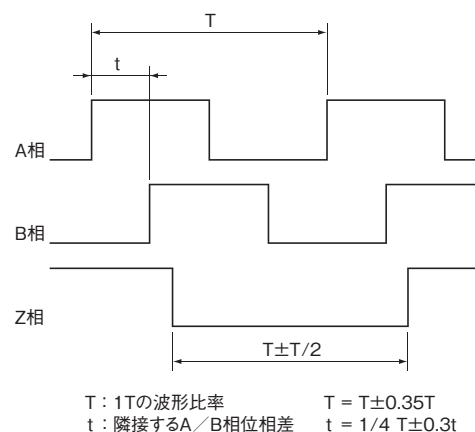 T
t
A相
B相
Z相
T±T/2
T：1Tの波形比率 T = T±0.35T
t：隣接するA／B相位相差 t = 1/4 T±0.3t